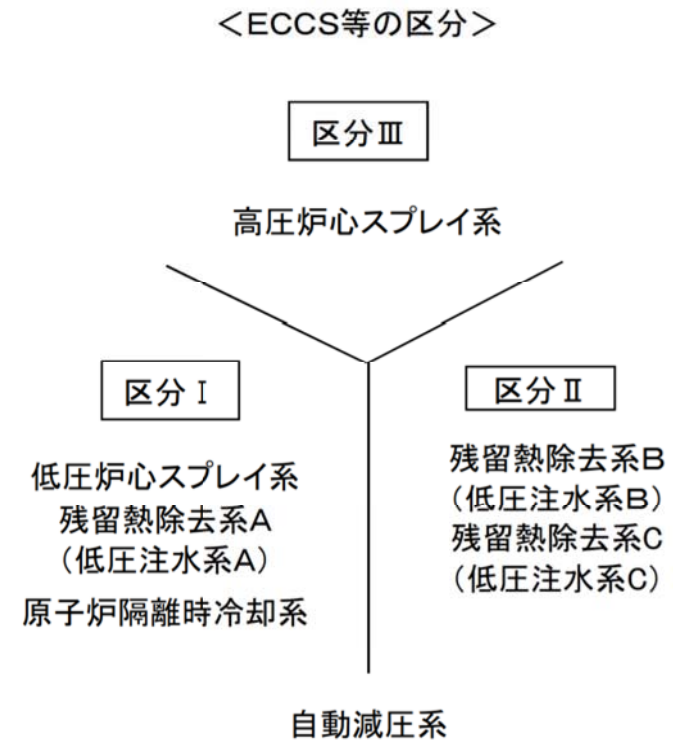 ＜ECCS等の区分＞
区分Ⅲ
高圧炉心スプレイ系
区分Ⅰ
低圧炉心スプレイ系
残留熱除去系A
（低圧注水系A）
原子炉隔離時冷却系
区分Ⅱ
残留熱除去系B
（低圧注水系B）
残留熱除去系C
（低圧注水系C）
自動減圧系